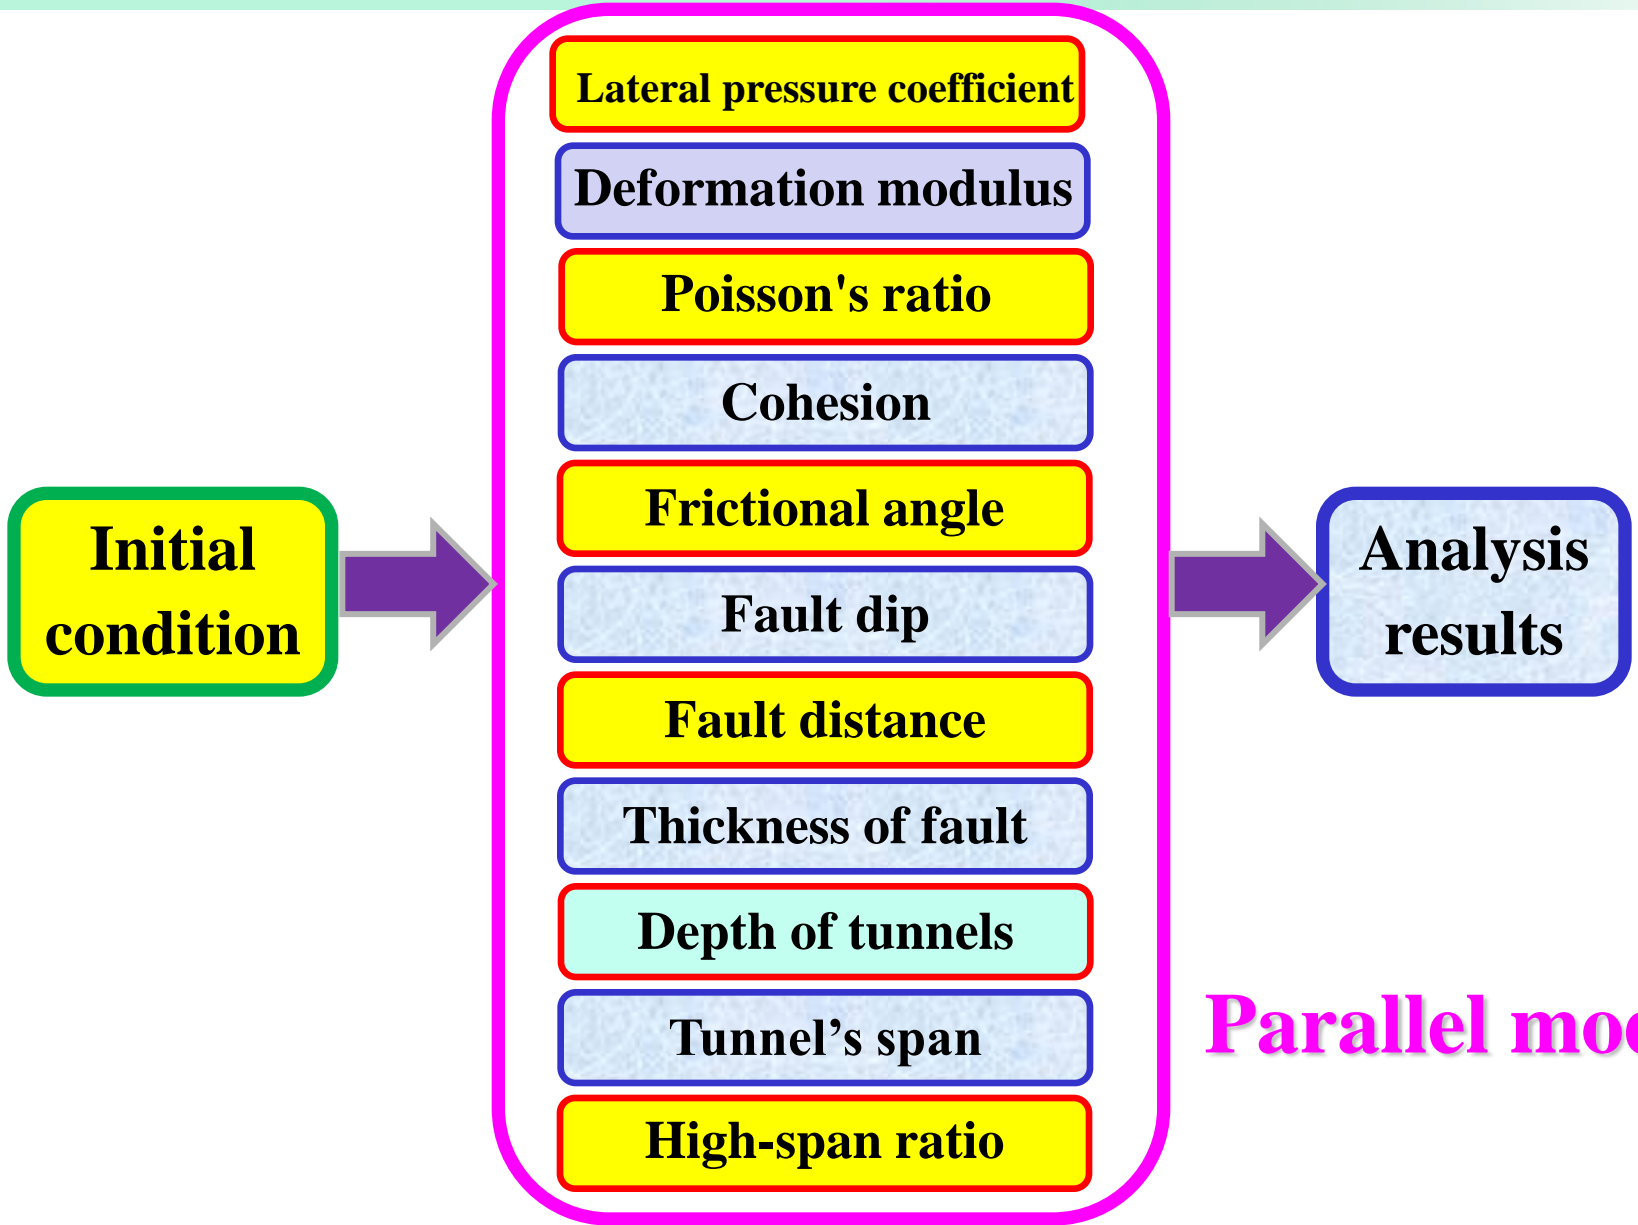 Lateral pressure coefficient
Deformation modulus
Poisson's ratio
Cohesion
Frictional angle
Fault dip
Fault distance
Thickness of fault
Depth of tunnels
Tunnel’s span
High-span ratio
Initial
condition
Analysis
results
Parallel